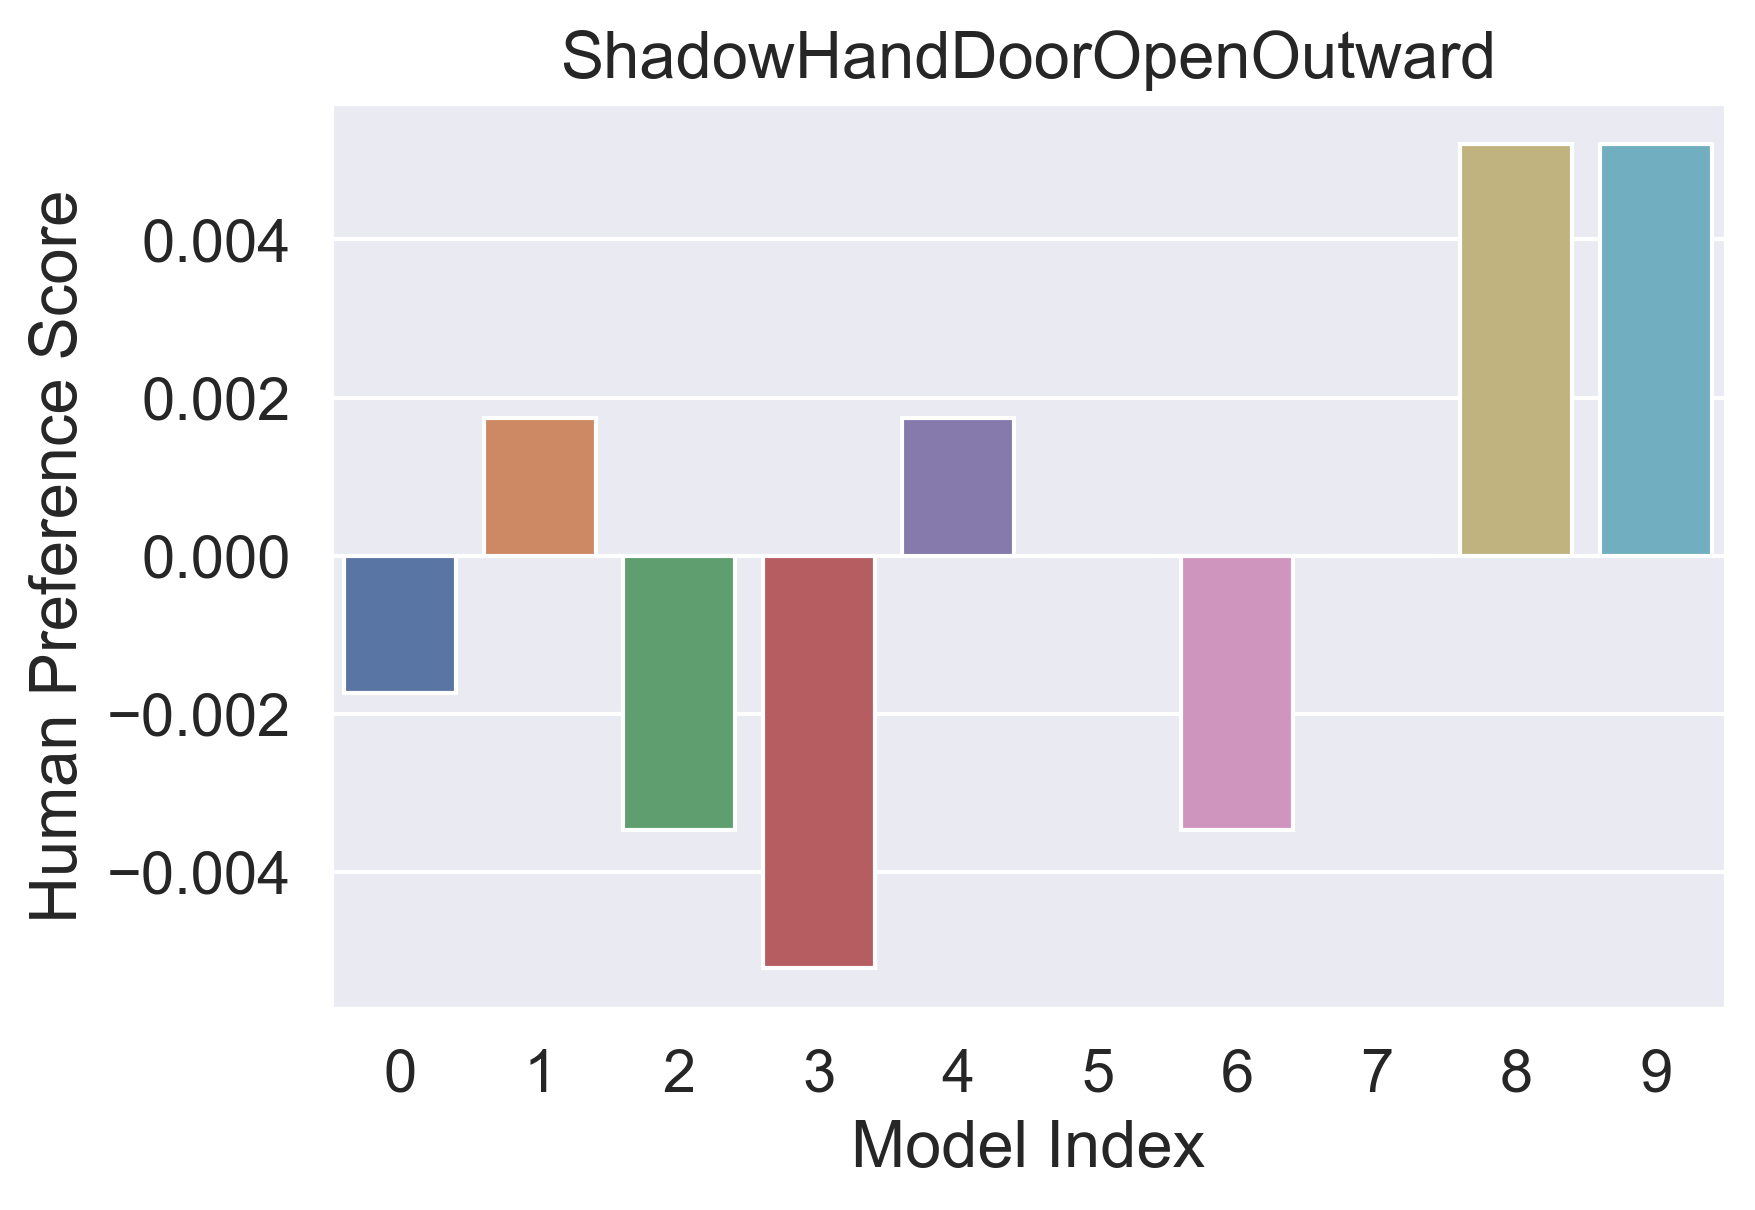 ShadowHandDoorOpenOutward
Human Preference Score
0.004
0.002
0.000
−0.002
−0.004
0 1 2 3 4 5 6 7 8 9
Model Index